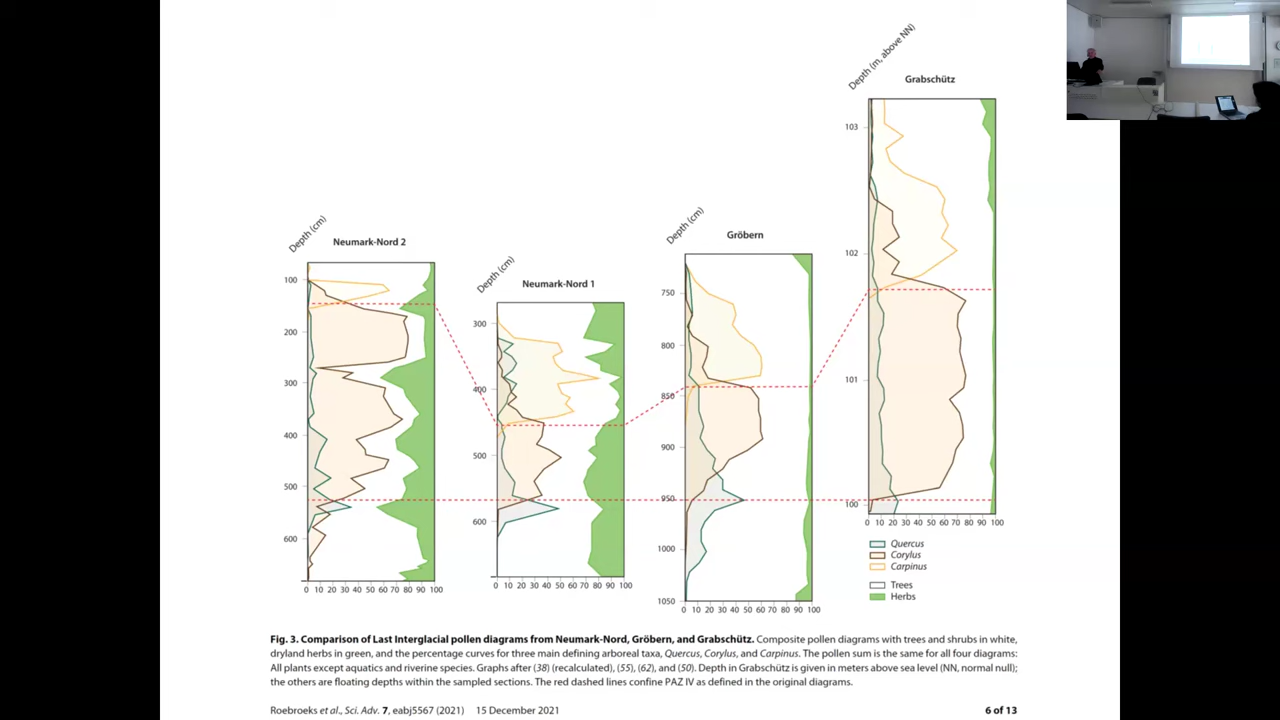 Depth (m, above NN)
Grabschütz
103
102
101
100
0 10 20 30 40 50 60 70 80 90 100
Depth (cm)
Neumark-Nord 2
100
200
300
400
500
600
0 10 20 30 40 50 60 70 80 90 100
Depth (cm)
Neumark-Nord 1
300
400
500
600
0 10 20 30 40 50 60 70 80 90 100
Depth (cm)
Gröbern
750
800
850
900
950
1000
1050
0 10 20 30 40 50 60 70 80 90 100
Quercus
Corylus
Carpinus
Trees
Herbs
Fig. 3. Comparison of Last Interglacial pollen diagrams from Neumark-Nord, Gröbern, and Grabschütz. Composite pollen diagrams with trees and shrubs in white,
dryland herbs in green, and the percentage curves for three main defining arboreal taxa, Quercus, Corylus, and Carpinus. The pollen sum is the same for all four diagrams:
All plants except aquatics and riverine species. Graphs after (38) (recalculated), (55), (62), and (50). Depth in Grabschütz is given in meters above sea level (NN, normal null);
the others are floating depths within the sampled sections. The red dashed lines confine PAZ IV as defined in the original diagrams.
Roebroeks et al., Sci. Adv. 7, eabj5567 (2021) 15 December 2021
6 of 13